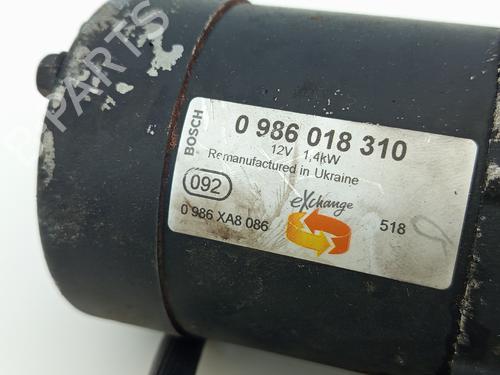 B-PARTS
BOSCH
0 986 018 310
12V 1,4kW
Remanufactured in Ukraine
092
0 986 XA8 086
eXchange
518